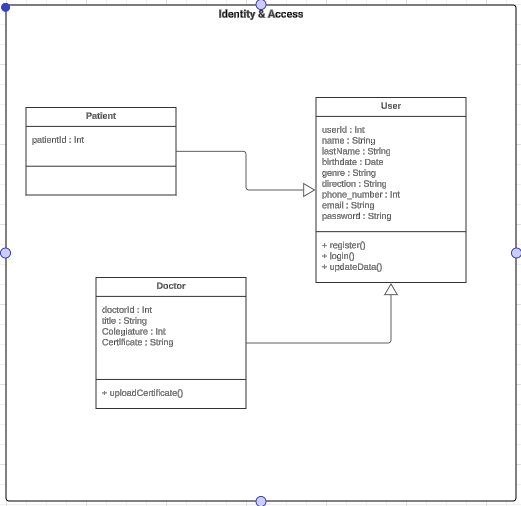 Identity & Access
Patient
patientId : Int
User
userId : Int
name : String
lastName : String
birthdate : Date
genre : String
direction : String
phone_number : Int
email : String
password : String
+ register()
+ login()
+ updateData()
Doctor
doctorId : Int
title : String
Colegiature : Int
Certificate : String
+ uploadCertificate()